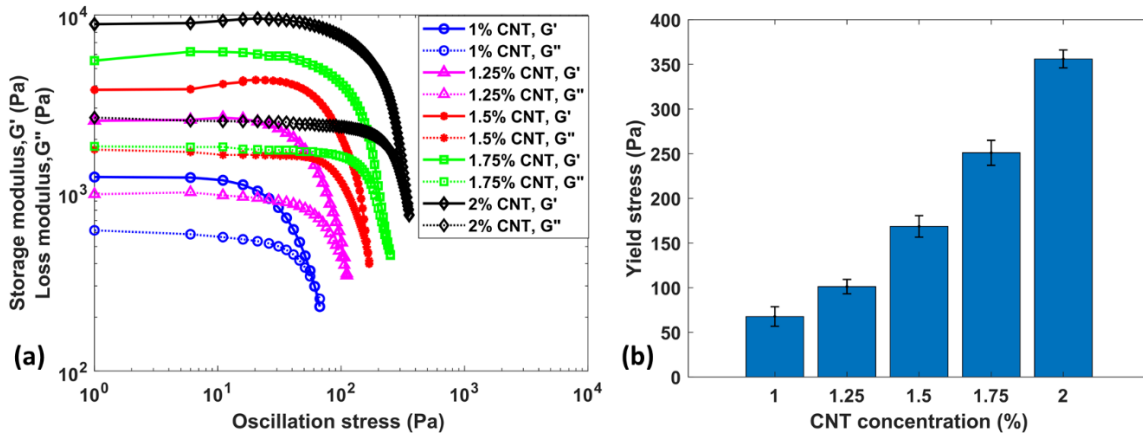 (a)
Storage modulus,G' (Pa)
Loss modulus,G" (Pa)
10^4
10^3
10^2
10^0
10^1
10^2
10^3
10^4
Oscillation stress (Pa)
1% CNT, G'
1% CNT, G"
1.25% CNT, G'
1.25% CNT, G"
1.5% CNT, G'
1.5% CNT, G"
1.75% CNT, G'
1.75% CNT, G"
2% CNT, G'
2% CNT, G"
(b)
Yield stress (Pa)
400
350
300
250
200
150
100
50
0
1
1.25
1.5
1.75
2
CNT concentration (%)